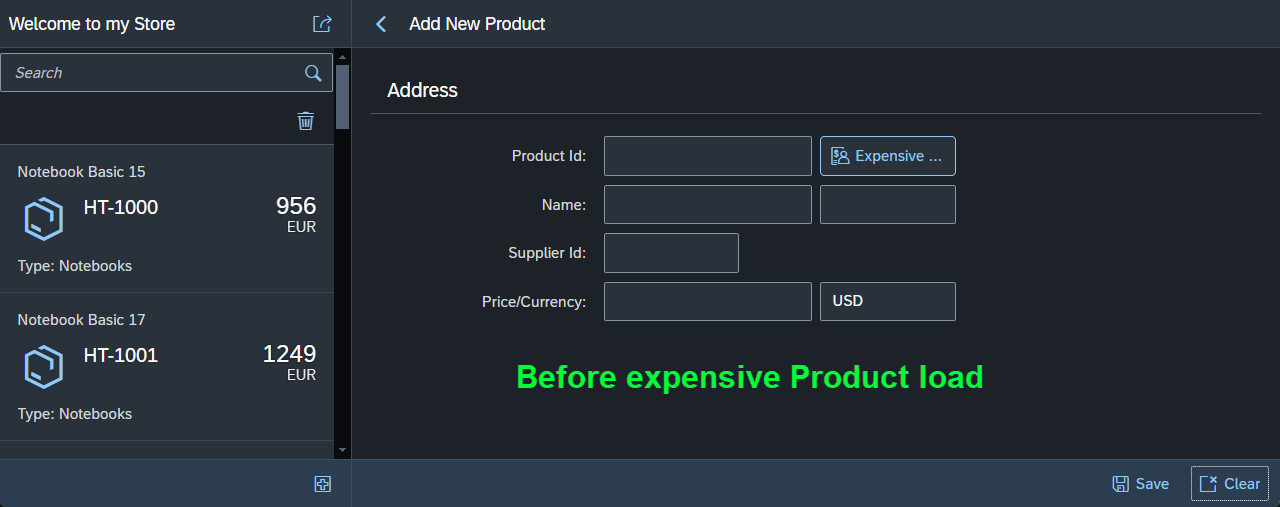 Welcome to my Store
Search
Notebook Basic 15
HT-1000
956
EUR
Type: Notebooks
Notebook Basic 17
HT-1001
1249
EUR
Type: Notebooks
Add New Product
Address
Product Id:
Expensive ...
Name:
Supplier Id:
Price/Currency:
USD
Before expensive Product load
Save
Clear